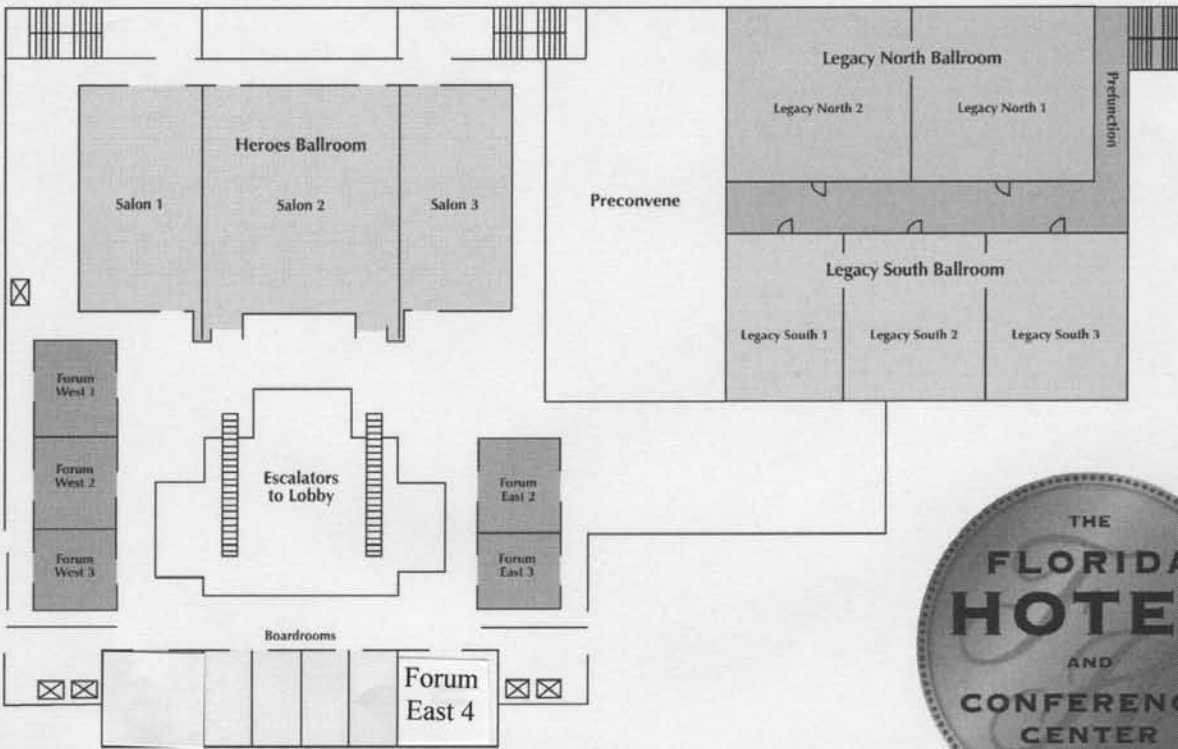 Legacy North Ballroom
Legacy North 2
Legacy North 1
Prefunction
Heroes Ballroom
Salon 1
Salon 2
Salon 3
Preconvene
Legacy South Ballroom
Legacy South 1
Legacy South 2
Legacy South 3
Forum
West 1
Forum
West 2
Forum
West 3
Escalators
to Lobby
Forum
East 2
Forum
East 3
Boardrooms
Forum
East 4
THE
FLORIDA
HOTE
AND
CONFERENC
CENTER